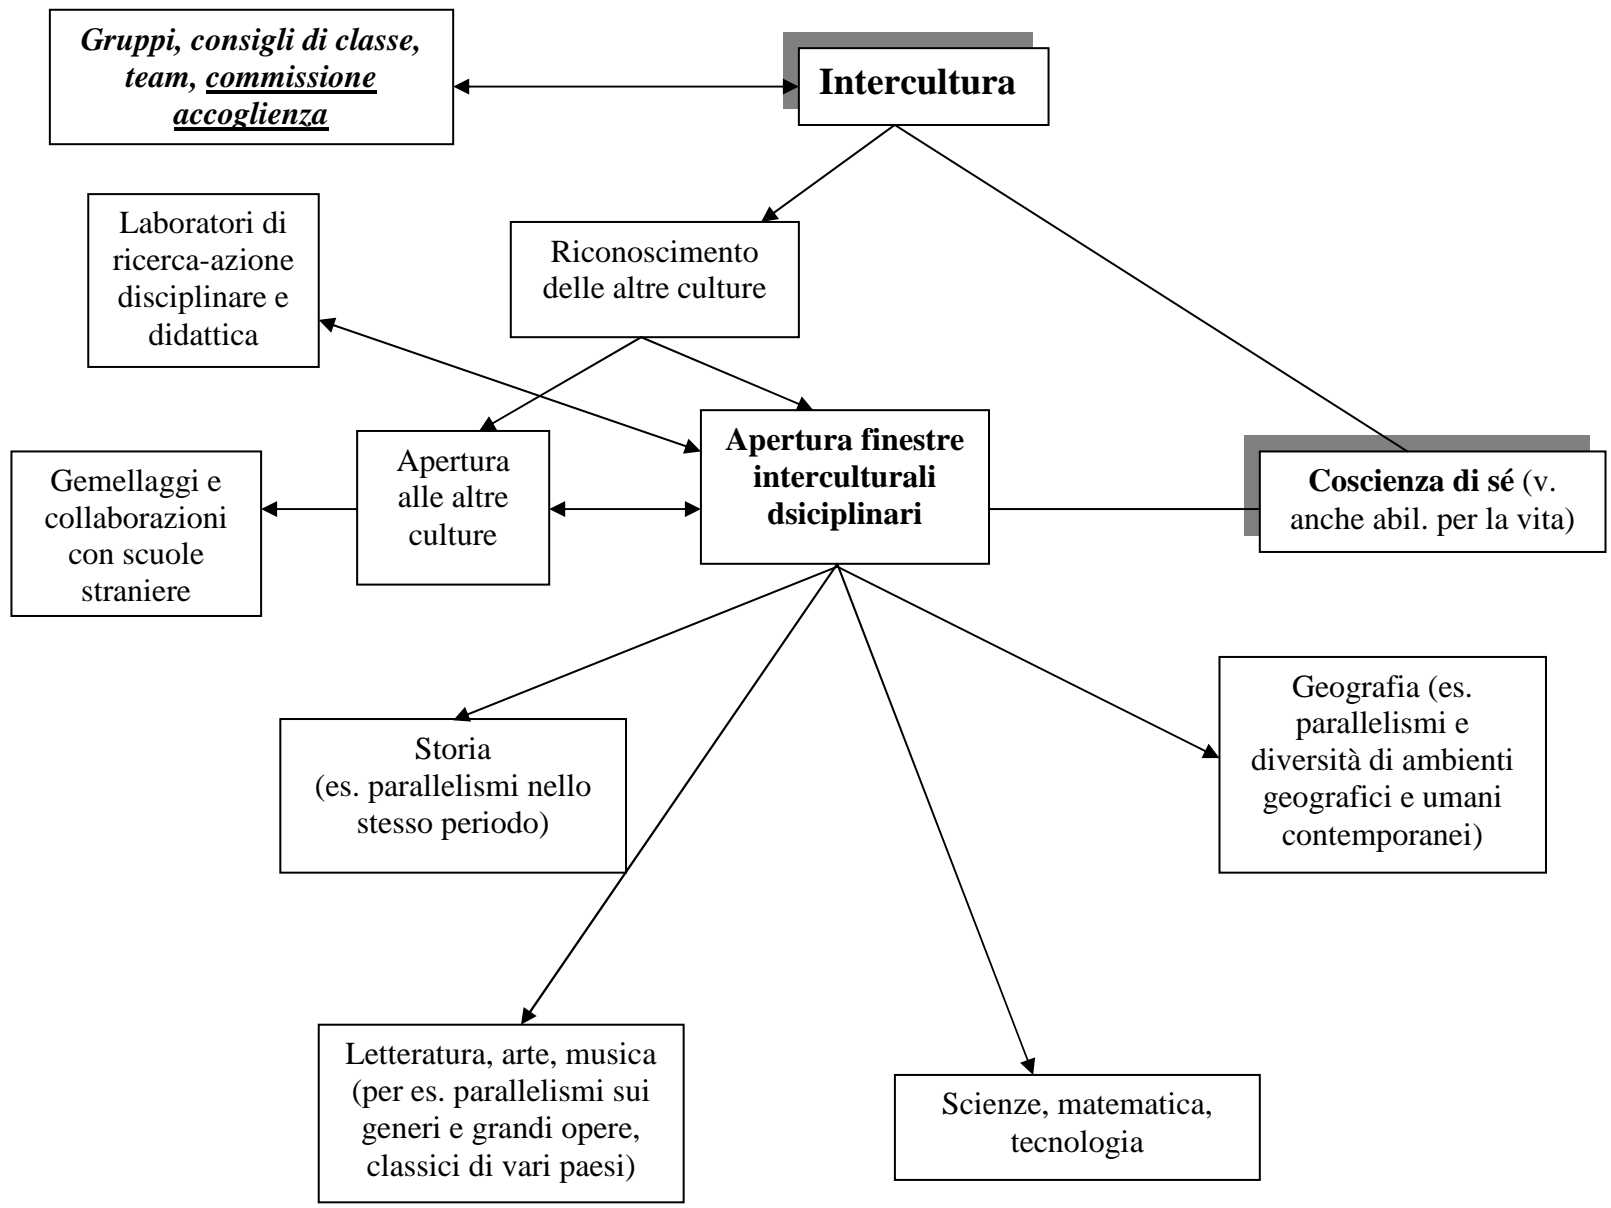 Gruppi, consigli di classe,
team, commissione
accoglienza
Intercultura
Laboratori di
ricerca-azione
disciplinare e
didattica
Riconoscimento
delle altre culture
Gemellaggi e
collaborazioni
con scuole
straniere
Apertura
alle altre
culture
Apertura finestre
interculturali
dsiciplinari
Coscienza di sé (v.
anche abil. per la vita)
Storia
(es. parallelismi nello
stesso periodo)
Geografia (es.
parallelismi e
diversità di ambienti
geografici e umani
contemporanei)
Letteratura, arte, musica
(per es. parallelismi sui
generi e grandi opere,
classici di vari paesi)
Scienze, matematica,
tecnologia